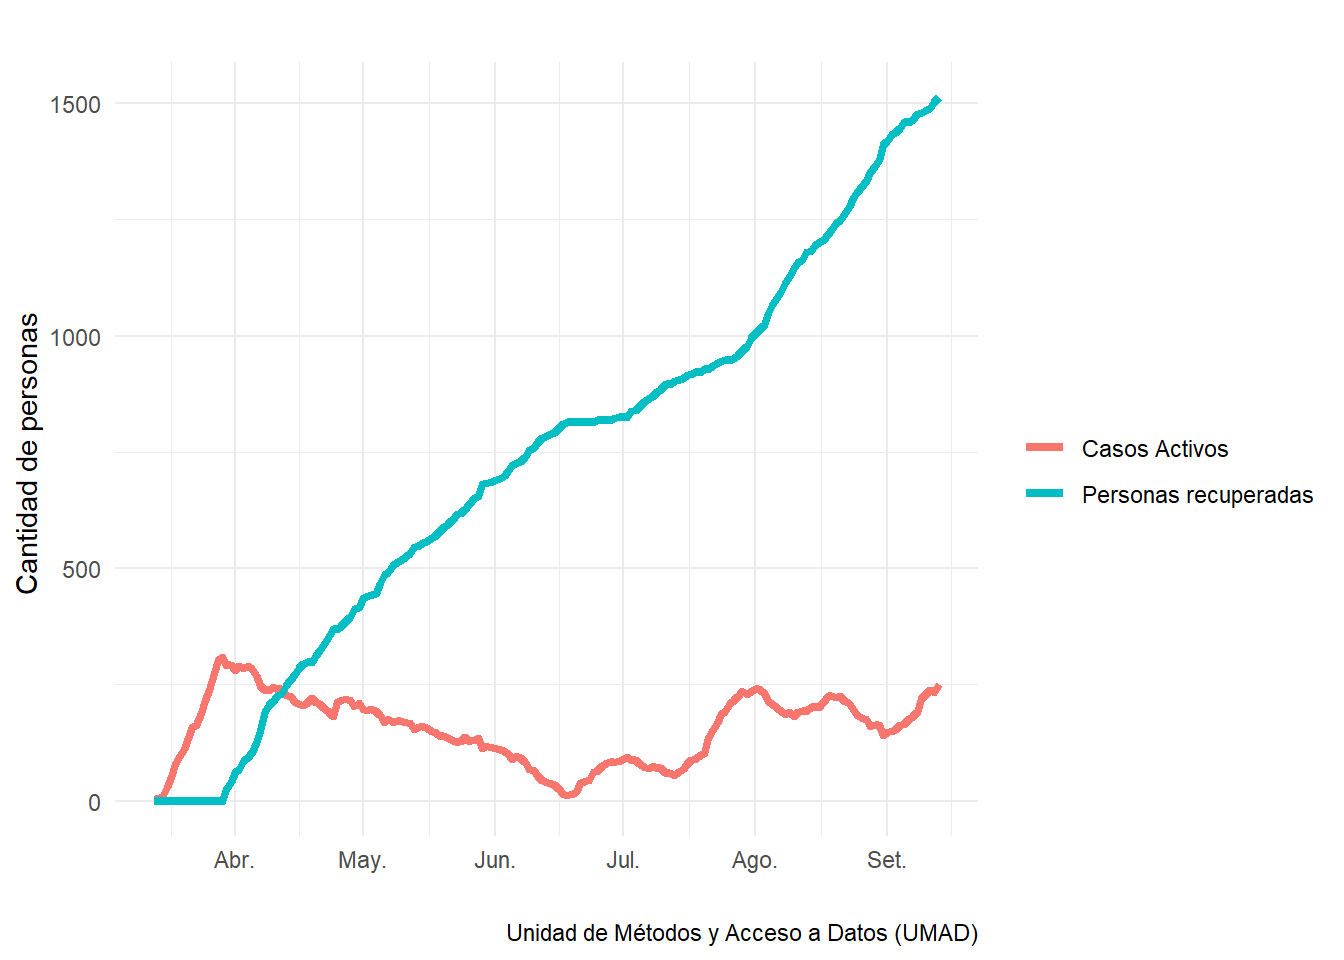 Cantidad de personas
1500
1000
500
0
Abr.
May.
Jun.
Jul.
Ago.
Set.
Casos Activos
Personas recuperadas
Unidad de Métodos y Acceso a Datos (UMAD)